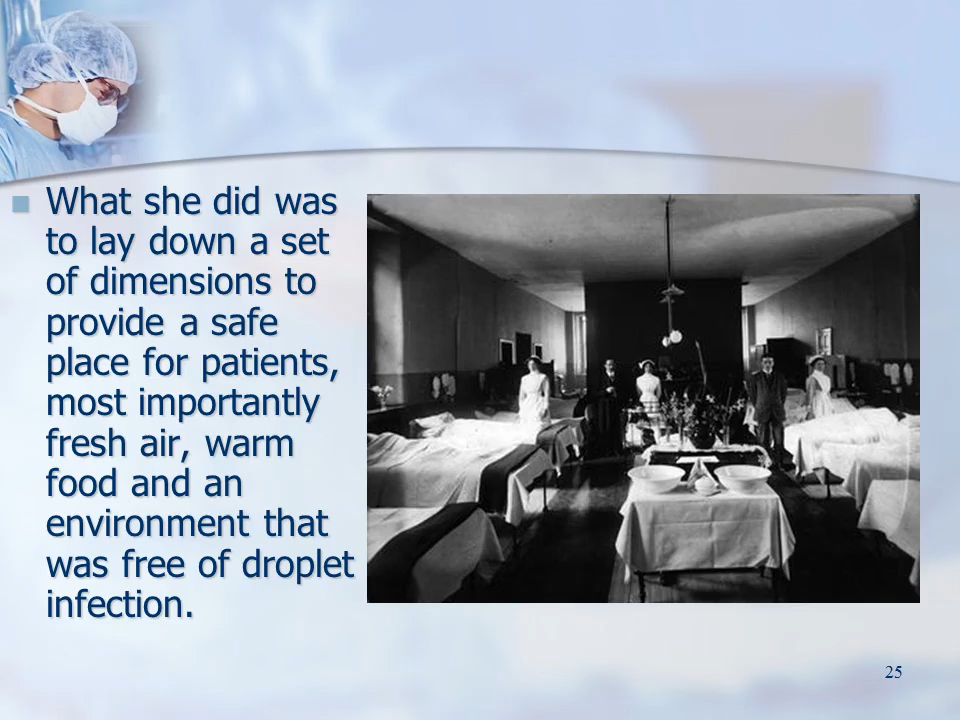 What she did was
to lay down a set
of dimensions to
provide a safe
place for patients,
most importantly
fresh air, warm
food and an
environment that
was free of droplet
infection.
25